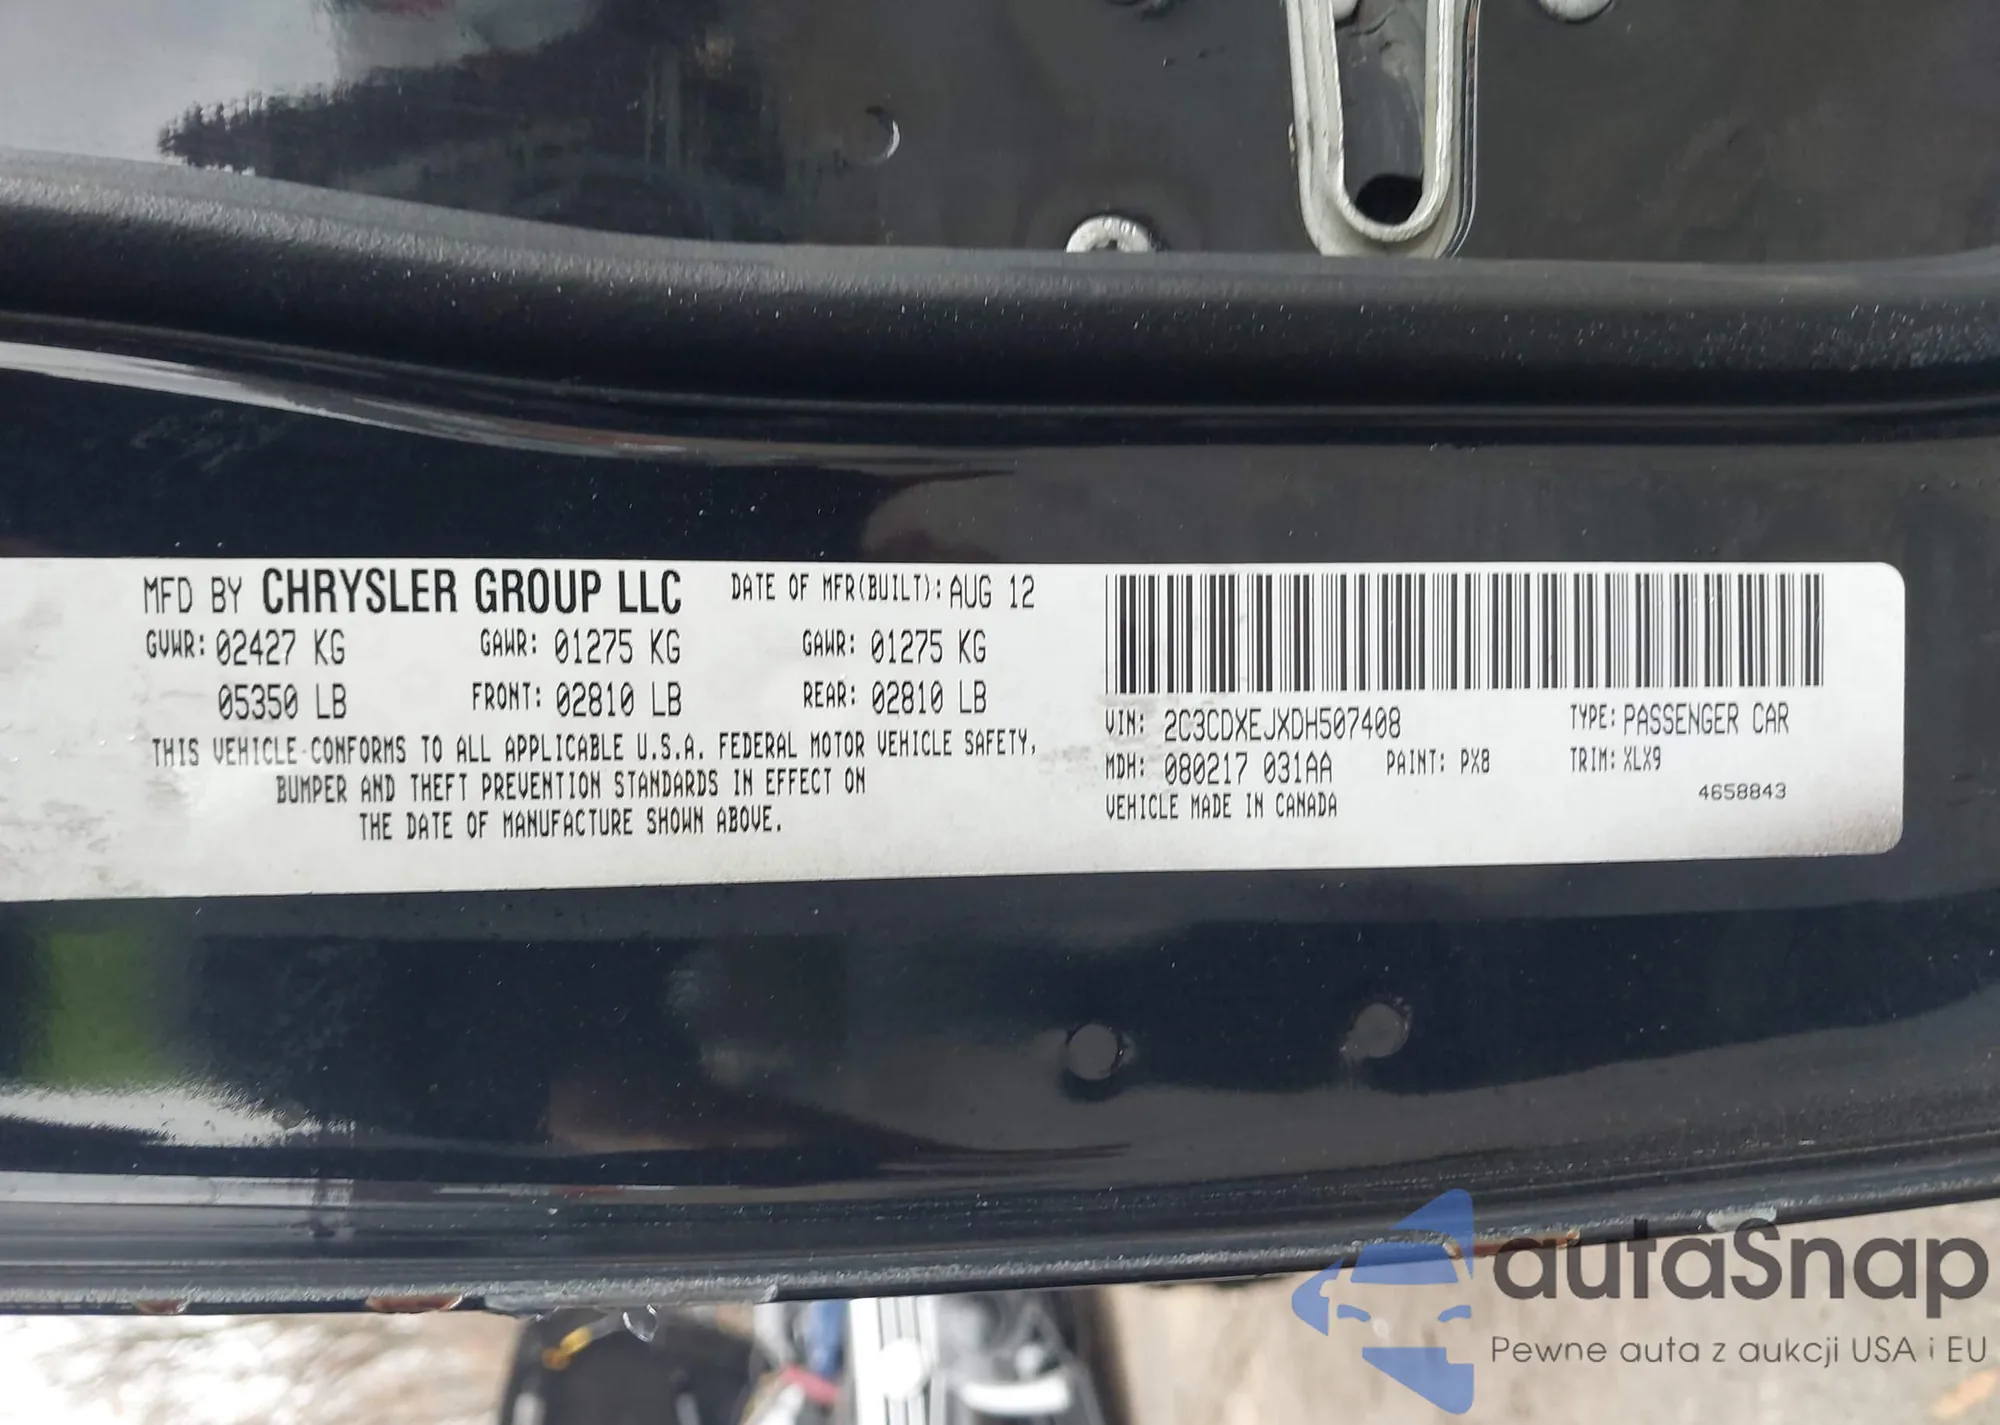 MFD BY CHRYSLER GROUP LLC DATE OF MFR(BUILT): AUG 12
GVWR: 02427 KG GAWR: 01275 KG GAWR: 01275 KG
05350 LB FRONT: 02810 LB REAR: 02810 LB
THIS VEHICLE CONFORMS TO ALL APPLICABLE U.S.A. FEDERAL MOTOR VEHICLE SAFETY,
BUMPER AND THEFT PREVENTION STANDARDS IN EFFECT ON
THE DATE OF MANUFACTURE SHOWN ABOVE.
VIN: 2C3CDXEJXDH507408 TYPE: PASSENGER CAR
MDH: 080217 031AA PAINT: PX8 TRIM: XLX9
VEHICLE MADE IN CANADA 4658843
autaSnap
Pewne auta z aukcji USA i EU